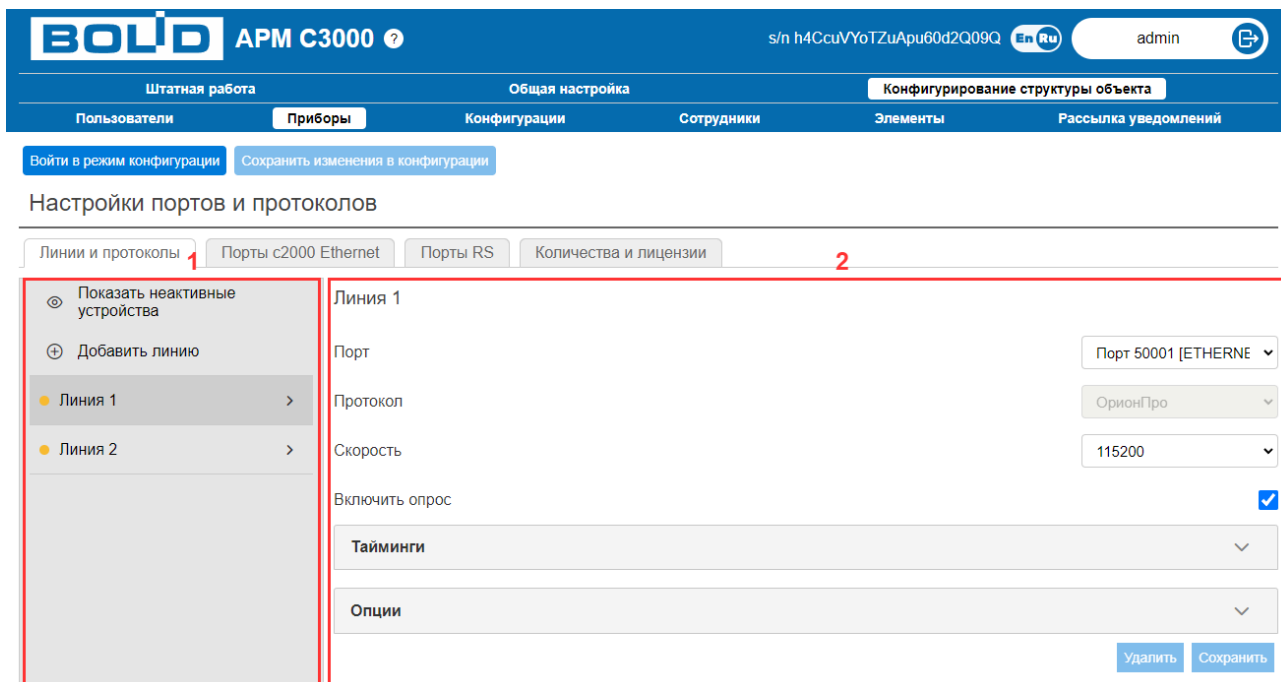 BOLID АРМ С3000 ?
s/n h4CcuVYoTZuApu60d2Q09Q En Ru admin
Штатная работа Общая настройка Конфигурирование структуры объекта
Пользователи Приборы Конфигурации Сотрудники Элементы Рассылка уведомлений
Войти в режим конфигурации Сохранить изменения в конфигурации
Настройки портов и протоколов
Линии и протоколы Порты с2000 Ethernet Порты RS Количества и лицензии
1
2
Показать неактивные
устройства
Добавить линию
Линия 1
Линия 2
Линия 1
Порт Порт 50001 [ETHERNE
Протокол ОрионПро
Скорость 115200
Включить опрос
Тайминги
Опции
Удалить Сохранить